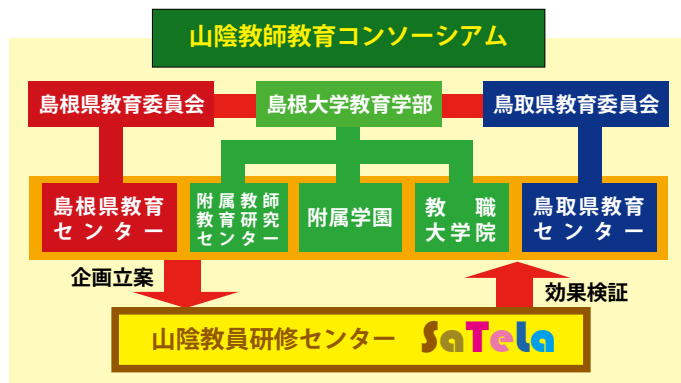 山陰教師教育コンソーシアム
島根県教育委員会
島根大学教育学部
鳥取県教育委員会
島根県教育
センター
附属教師
教育研究
センター
附属学園
教職
大学院
鳥取県教育
センター
企画立案
効果検証
山陰教員研修センター SaTeLa